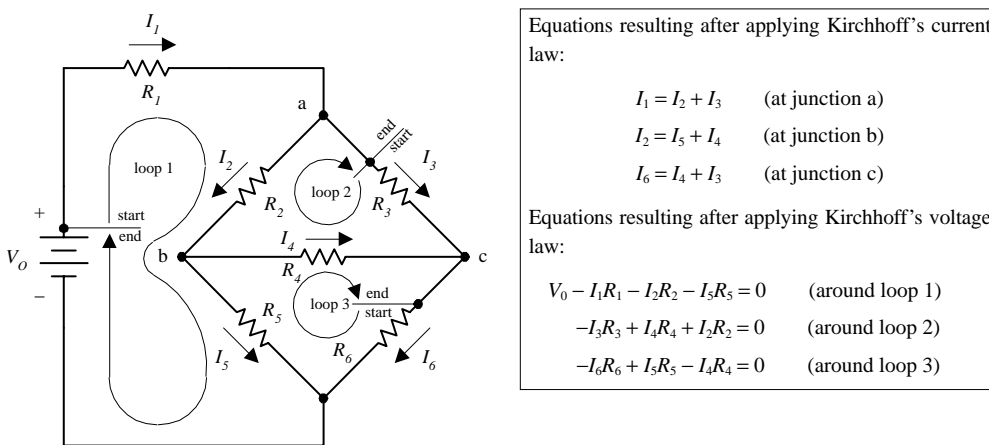 I1
R1
a
end
start
loop 1
I2
R2
loop 2
I3
R3
+
start
end
VO
−
b
I4
R4
c
loop 3
end
start
R5
I5
R6
I6
Equations resulting after applying Kirchhoff's current
law:
I1 = I2 + I3 (at junction a)
I2 = I5 + I4 (at junction b)
I6 = I4 + I3 (at junction c)
Equations resulting after applying Kirchhoff's voltage
law:
V0 − I1R1 − I2R2 − I5R5 = 0 (around loop 1)
−I3R3 + I4R4 + I2R2 = 0 (around loop 2)
−I6R6 + I5R5 − I4R4 = 0 (around loop 3)